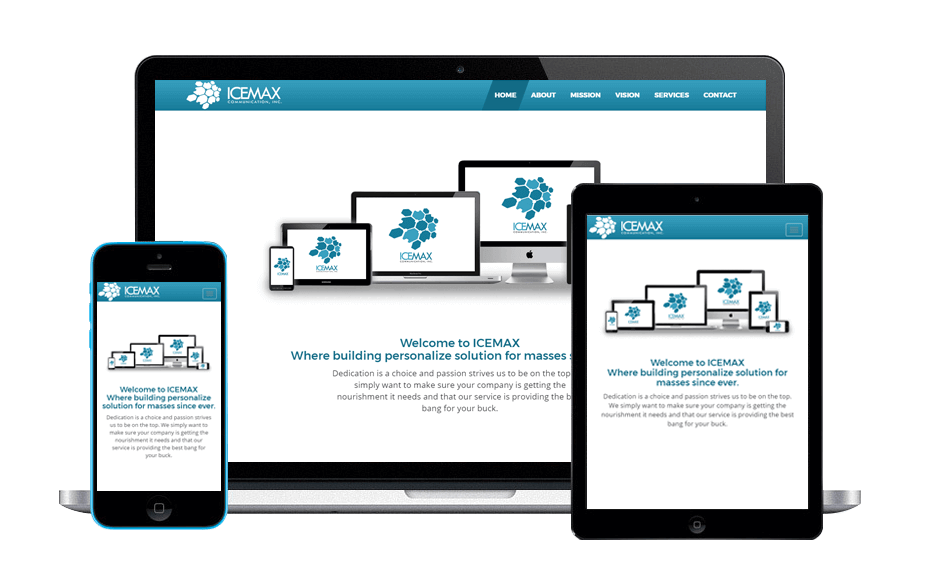 ICEMAX
COMMUNICATION, INC.
HOME ABOUT MISSION VISION SERVICES CONTACT
ICEMAX
ICEMAX
ICEMAX
Welcome to ICEMAX
Where building personalize solution for masses s
Dedication is a choice and passion strives us to be on the top
simply want to make sure your company is getting the
nourishment it needs and that our service is providing the b
bang for your buck.
ICEMAX
COMMUNICATION, INC.
Welcome to ICEMAX
Where building personalize
solution for masses since ever.
Dedication is a choice and passion strives
us to be on the top. We simply want to
make sure your company is getting the
nourishment it needs and that our
service is providing the best bang for
your buck.
ICEMAX
COMMUNICATION, INC.
Welcome to ICEMAX
Where building personalize solution for
masses since ever.
Dedication is a choice and passion strives us to be on the top.
We simply want to make sure your company is getting the
nourishment it needs and that our service is providing the best
bang for your buck.